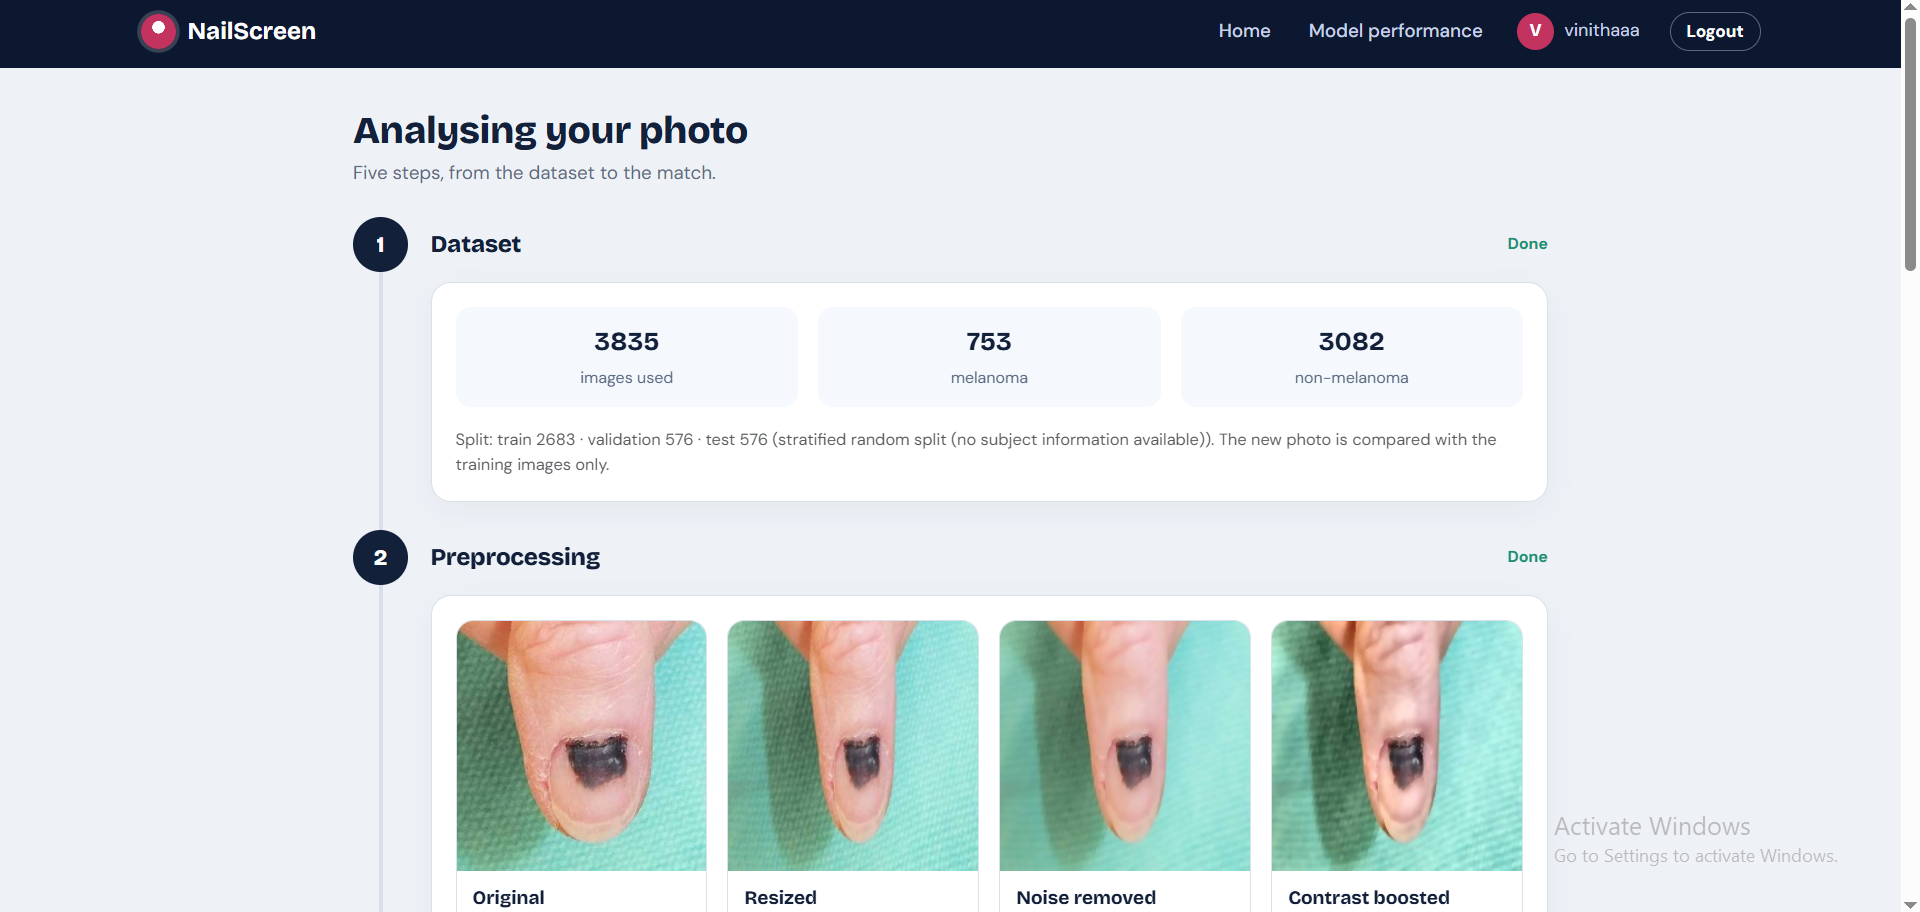 NailScreen
Home
Model performance
V
vinithaaa
Logout
Analysing your photo
Five steps, from the dataset to the match.
1
Dataset
Done
3835
images used
753
melanoma
3082
non-melanoma
Split: train 2683 · validation 576 · test 576 (stratified random split (no subject information available)). The new photo is compared with the
training images only.
2
Preprocessing
Done
Original
Resized
Noise removed
Contrast boosted
Activate Windows
Go to Settings to activate Windows.